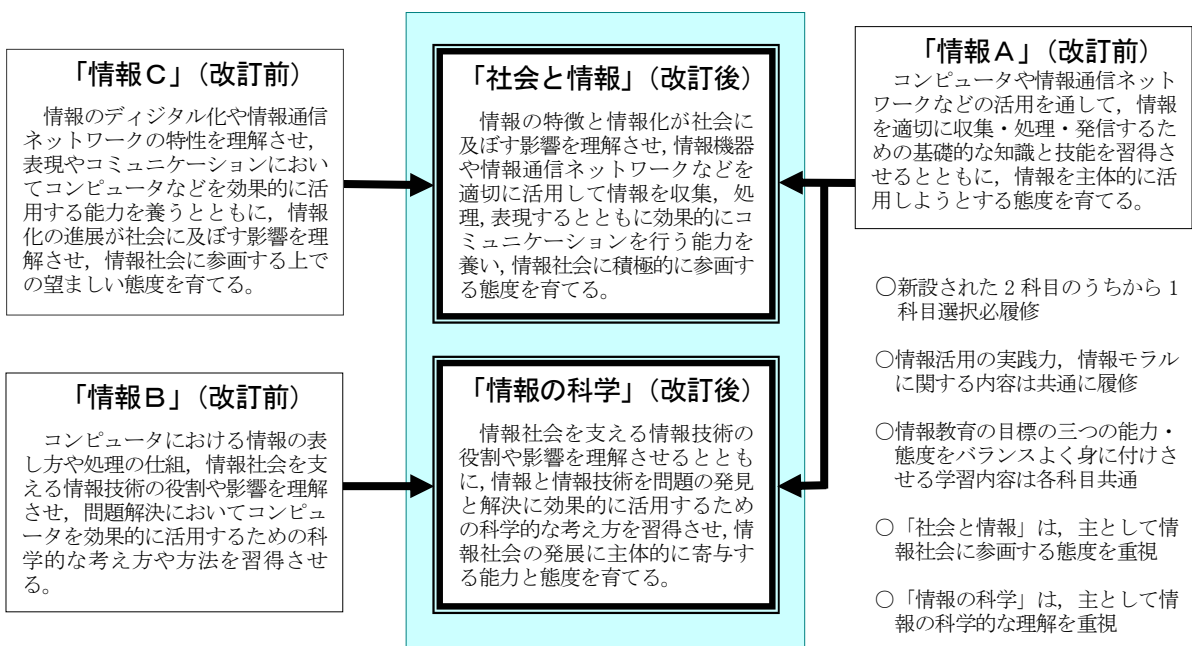 「情報C」（改訂前）
情報のディジタル化や情報通信
ネットワークの特性を理解させ，
表現やコミュニケーションにおい
てコンピュータなどを効果的に活
用する能力を養うとともに，情報
化の進展が社会に及ぼす影響を理
解させ，情報社会に参画する上で
の望ましい態度を育てる。
「情報B」（改訂前）
コンピュータにおける情報の表
し方や処理の仕組，情報社会を支
える情報技術の役割や影響を理解
させ，問題解決においてコンピュ
ータを効果的に活用するための科
学的な考え方や方法を習得させ
る。
「社会と情報」（改訂後）
情報の特徴と情報化が社会に
及ぼす影響を理解させ，情報機器
や情報通信ネットワークなどを
適切に活用して情報を収集，処
理，表現するとともに効果的にコ
ミュニケーションを行う能力を
養い，情報社会に積極的に参画す
る態度を育てる。
「情報の科学」（改訂後）
情報社会を支える情報技術の
役割や影響を理解させるととも
に，情報と情報技術を問題の発見
と解決に効果的に活用するため
の科学的な考え方を習得させ，情
報社会の発展に主体的に寄与す
る能力と態度を育てる。
「情報A」（改訂前）
コンピュータや情報通信ネット
ワークなどの活用を通して，情報
を適切に収集・処理・発信するた
めの基礎的な知識と技能を習得さ
せるとともに，情報を主体的に活
用しようとする態度を育てる。
○新設された2科目のうちから1
科目選択必履修
○情報活用の実践力，情報モラル
に関する内容は共通に履修
○情報教育の目標の三つの能力・
態度をバランスよく身に付けさ
せる学習内容は各科目共通
○「社会と情報」は，主として情
報社会に参画する態度を重視
○「情報の科学」は，主として情
報の科学的な理解を重視